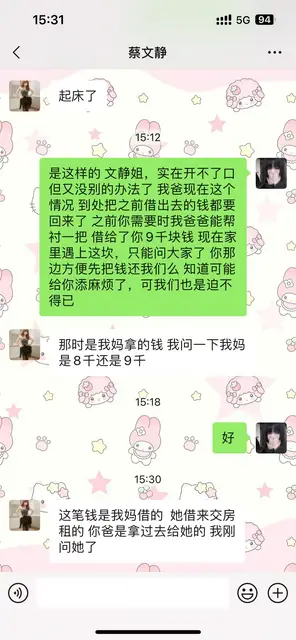 15:31
5G 94
蔡文静
起床了
15:12
是这样的 文静姐，实在开不了口
但又没别的办法了 我爸现在这个
情况 到处把之前借出去的钱都要
回来了 之前你需要时我爸爸能帮
衬一把 借给了你９千块钱 现在家
里遇上这坎，只能问大家了 你那
边方便先把钱还我们么 知道可能
给你添麻烦了，可我们也是迫不
得已
那时是我妈拿的钱 我问一下我妈
是８千还是９千
15:18
好
15:30
这笔钱是我妈借的 她借来交房
租的 你爸是拿过去给她的 我刚
问她了